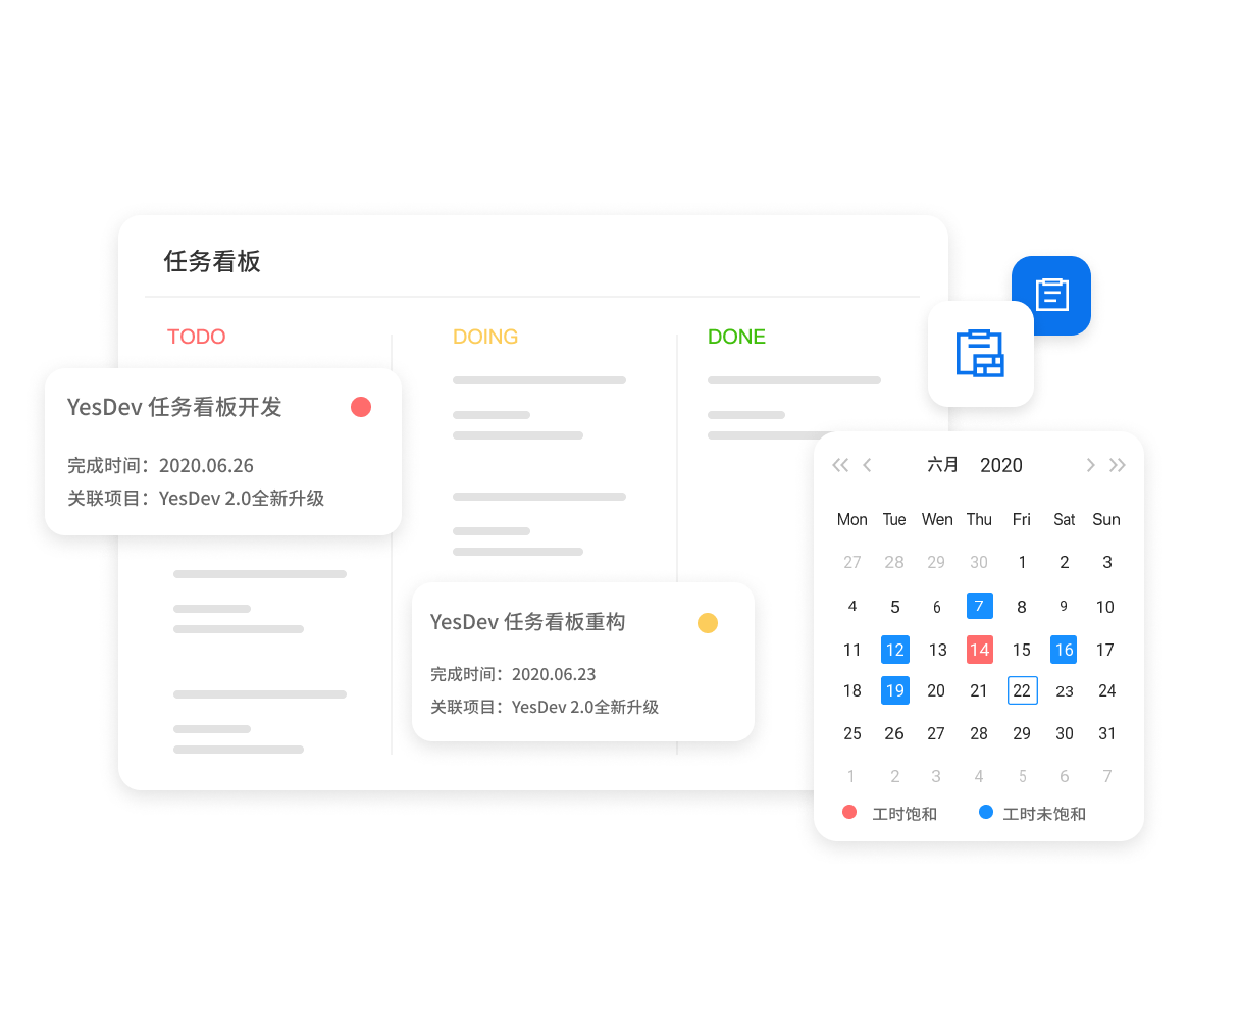 任务看板
TODO
DOING
DONE
YesDev 任务看板开发
完成时间：2020.06.26
关联项目：YesDev 2.0全新升级
YesDev 任务看板重构
完成时间：2020.06.23
关联项目：YesDev 2.0全新升级
六月 2020
Mon Tue Wen Thu Fri Sat Sun
27 28 29 30 1 2 3
4 5 6 7 8 9 10
11 12 13 14 15 16 17
18 19 20 21 22 23 24
25 26 27 28 29 30 31
1 2 3 4 5 6 7
工时饱和 工时未饱和